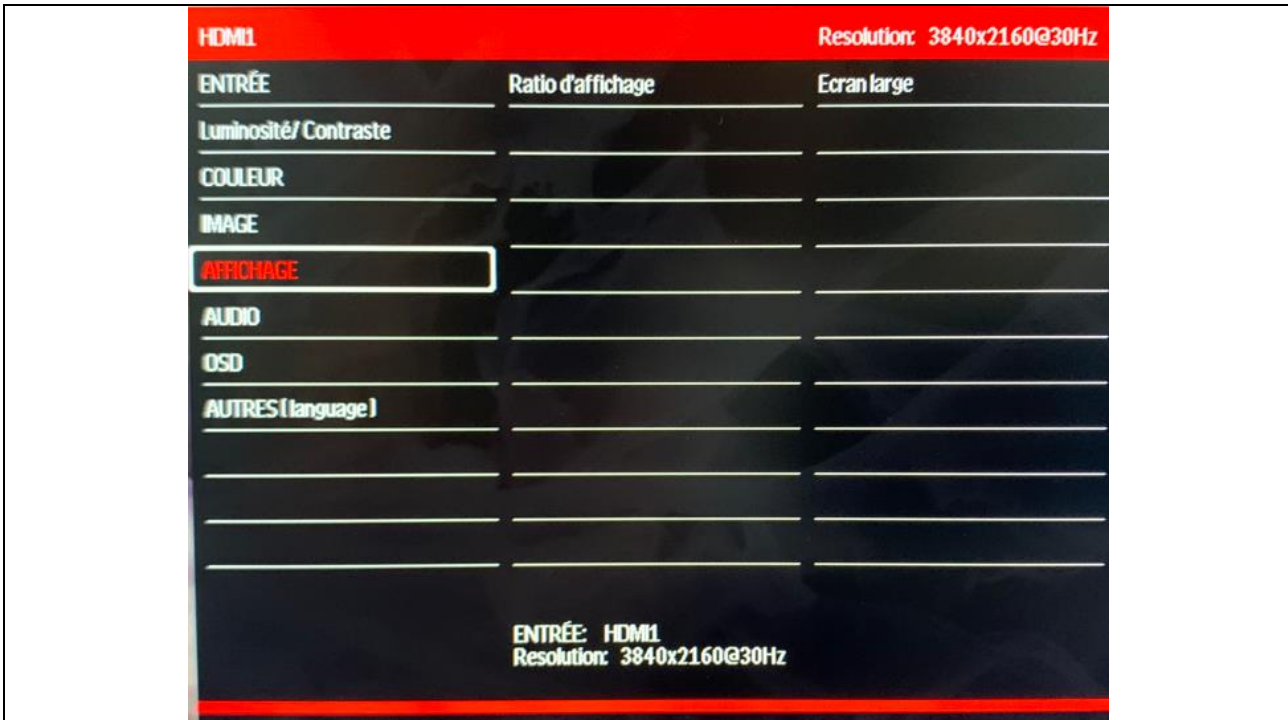 HDMI1 Resolution: 3840x2160@30Hz
ENTRÉE Ratio d'affichage Ecran large
Luminosité/ Contraste
COULEUR
IMAGE
AFFICHAGE
AUDIO
OSD
AUTRES ( language )
ENTRÉE: HDMI1
Resolution: 3840x2160@30Hz